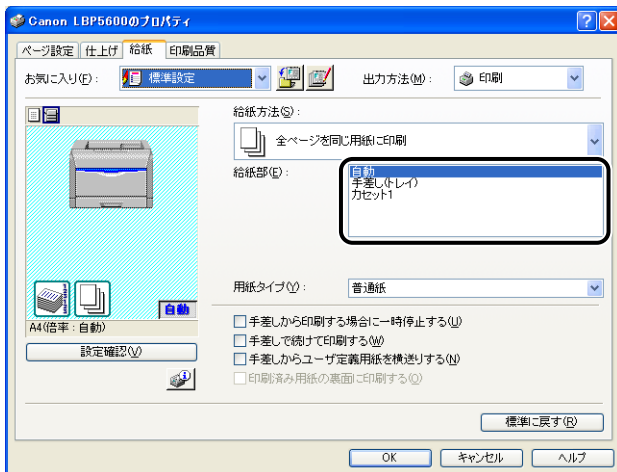 Canon LBP5600のプロパティ
ページ設定 仕上げ 給紙 印刷品質
お気に入り(F): 標準設定 出力方法(M): 印刷
給紙方法(S):
全ページを同じ用紙に印刷
給紙部(E):
自動
手差し(トレイ)
カセット1
自動
A4(倍率:自動)
設定確認(V)
用紙タイプ(Y): 普通紙
手差しから印刷する場合に一時停止する(U)
手差しで続けて印刷する(W)
手差しからユーザ定義用紙を横送りする(N)
印刷済み用紙の裏面に印刷する(O)
標準に戻す(R)
OK キャンセル ヘルプ